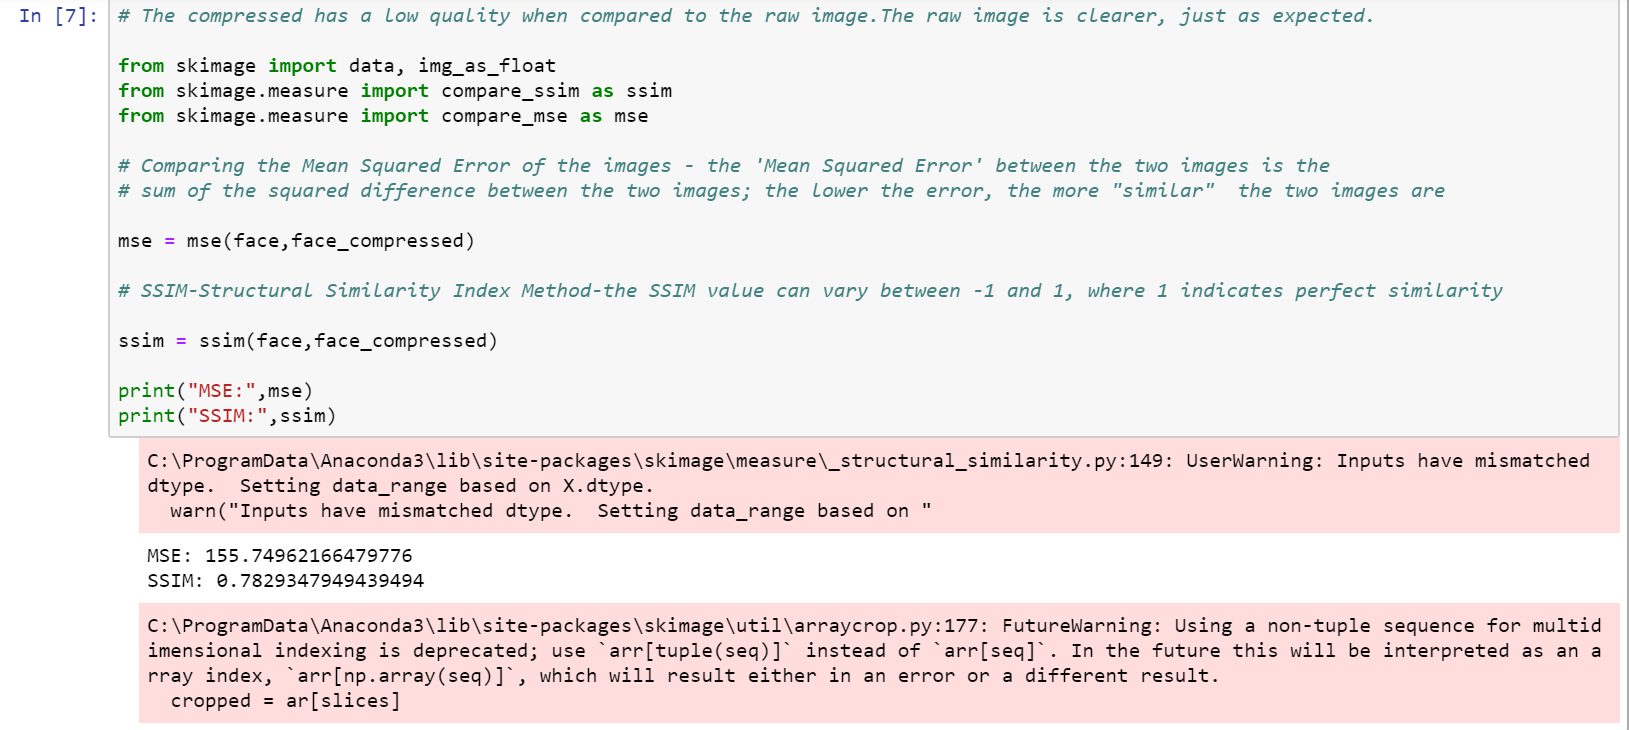 In [7]: # The compressed has a low quality when compared to the raw image.The raw image is clearer, just as expected.
from skimage import data, img_as_float
from skimage.measure import compare_ssim as ssim
from skimage.measure import compare_mse as mse
# Comparing the Mean Squared Error of the images - the 'Mean Squared Error' between the two images is the
# sum of the squared difference between the two images; the lower the error, the more "similar"  the two images are
mse = mse(face,face_compressed)
# SSIM-Structural Similarity Index Method-the SSIM value can vary between -1 and 1, where 1 indicates perfect similarity
ssim = ssim(face,face_compressed)
print("MSE:",mse)
print("SSIM:",ssim)
C:\ProgramData\Anaconda3\lib\site-packages\skimage\measure\_structural_similarity.py:149: UserWarning: Inputs have mismatched
dtype.  Setting data_range based on X.dtype.
  warn("Inputs have mismatched dtype.  Setting data_range based on "
MSE: 155.74962166479776
SSIM: 0.7829347949439494
C:\ProgramData\Anaconda3\lib\site-packages\skimage\util\arraycrop.py:177: FutureWarning: Using a non-tuple sequence for multid
imensional indexing is deprecated; use `arr[tuple(seq)]` instead of `arr[seq]`. In the future this will be interpreted as an a
rray index, `arr[np.array(seq)]`, which will result either in an error or a different result.
  cropped = ar[slices]